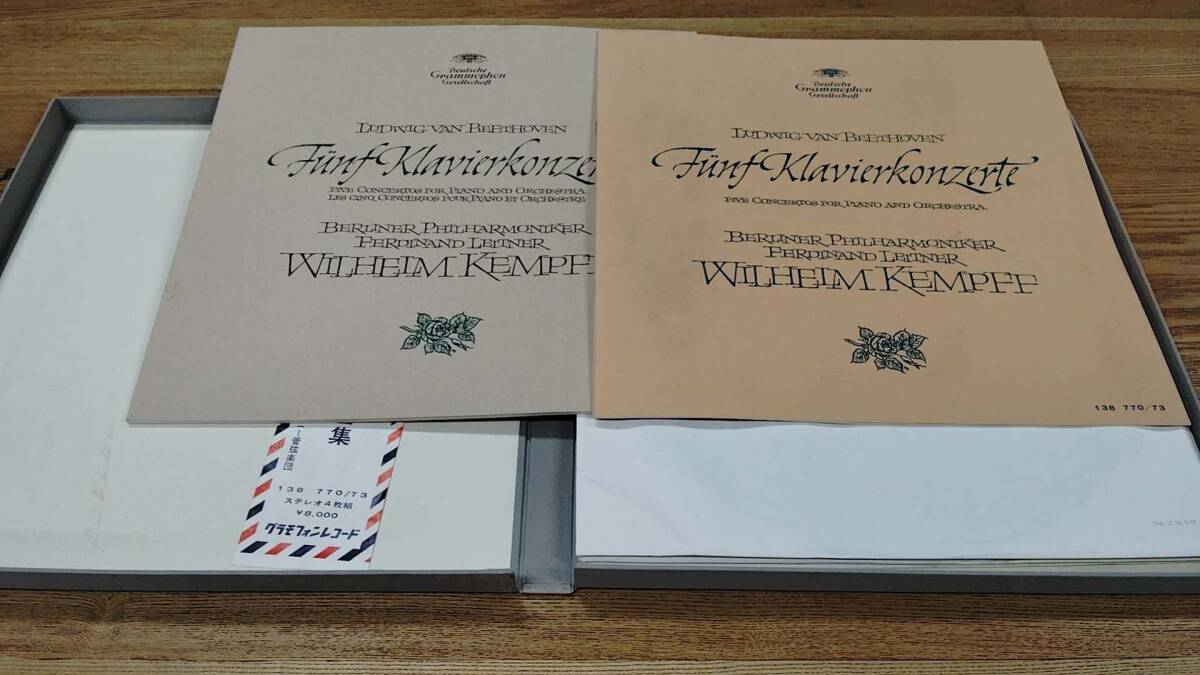 Deutsche
Grammophon
Gesellschaft
LUDWIG VAN BEETHOVEN
Fünf Klavierkonzer
FIVE CONCERTOS FOR PIANO AND ORCHESTRA
LES CINQ CONCERTOS POUR PIANO ET ORCHESTRE
BERLINER PHILHARMONIKER
FERDINAND LEITNER
WILHELM KEMPFF
Deutsche
Grammophon
Gesellschaft
LUDWIG VAN BEETHOVEN
Fünf Klavierkonzerte
FIVE CONCERTOS FOR PIANO AND ORCHESTRA
BERLINER PHILHARMONIKER
FERDINAND LEITNER
WILHELM KEMPFF
138 770/73
集
ー管弦楽団
138 770/73
ステレオ4枚組
¥8,000
グラモフォンレコード